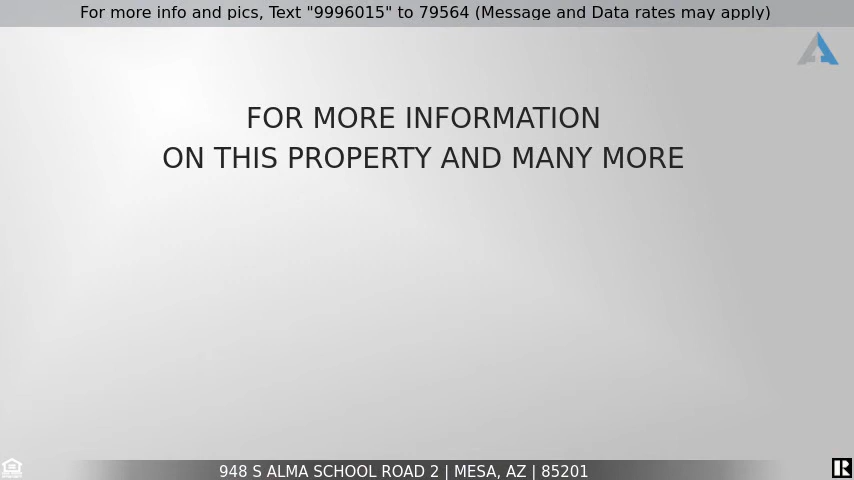 For more info and pics, Text "9996015" to 79564 (Message and Data rates may apply)
FOR MORE INFORMATION
ON THIS PROPERTY AND MANY MORE
948 S ALMA SCHOOL ROAD 2 | MESA, AZ | 85201